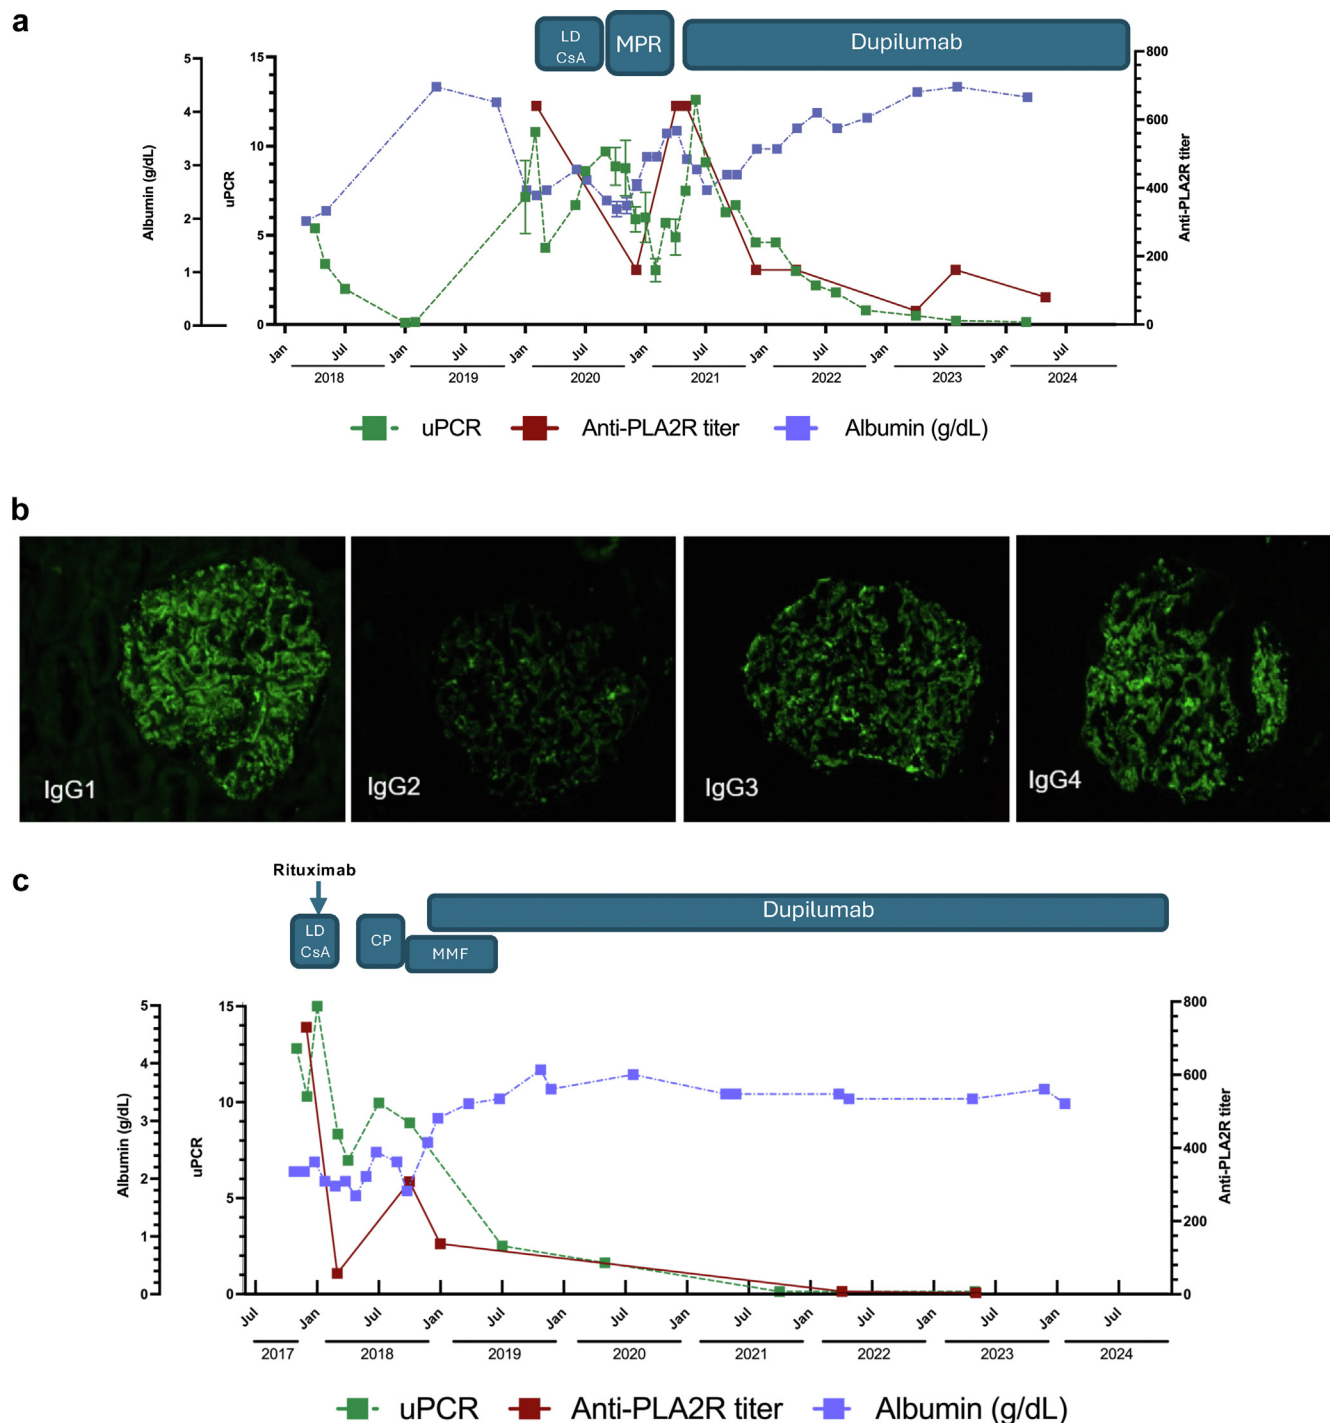 a
LD
CsA
MPR
Dupilumab
Albumin (g/dL)
5
4
3
2
1
0
uPCR
15
10
5
0
Anti-PLA2R titer
800
600
400
200
0
Jan Jul Jan Jul Jan Jul Jan Jul Jan Jul Jan Jul Jan Jul
2018 2019 2020 2021 2022 2023 2024
uPCR Anti-PLA2R titer Albumin (g/dL)
b
IgG1 IgG2 IgG3 IgG4
c
Rituximab
LD
CsA
CP
MMF
Dupilumab
Albumin (g/dL)
5
4
3
2
1
0
uPCR
15
10
5
0
Anti-PLA2R titer
800
600
400
200
0
Jul Jan Jul Jan Jul Jan Jul Jan Jul Jan Jul Jan Jul Jan Jul
2017 2018 2019 2020 2021 2022 2023 2024
uPCR Anti-PLA2R titer Albumin (g/dL)